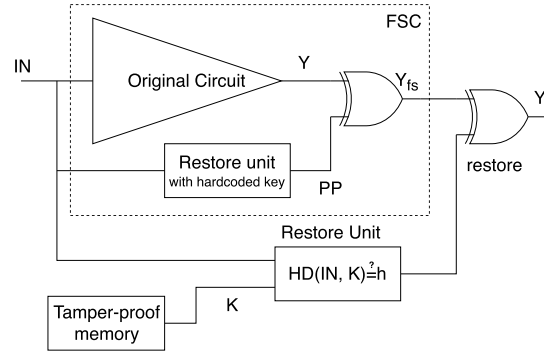 FSC
IN
Original Circuit
Y
Yfs
Y
Restore unit
with hardcoded key
PP
restore
Restore Unit
HD(IN, K)≟h
K
Tamper-proof
memory